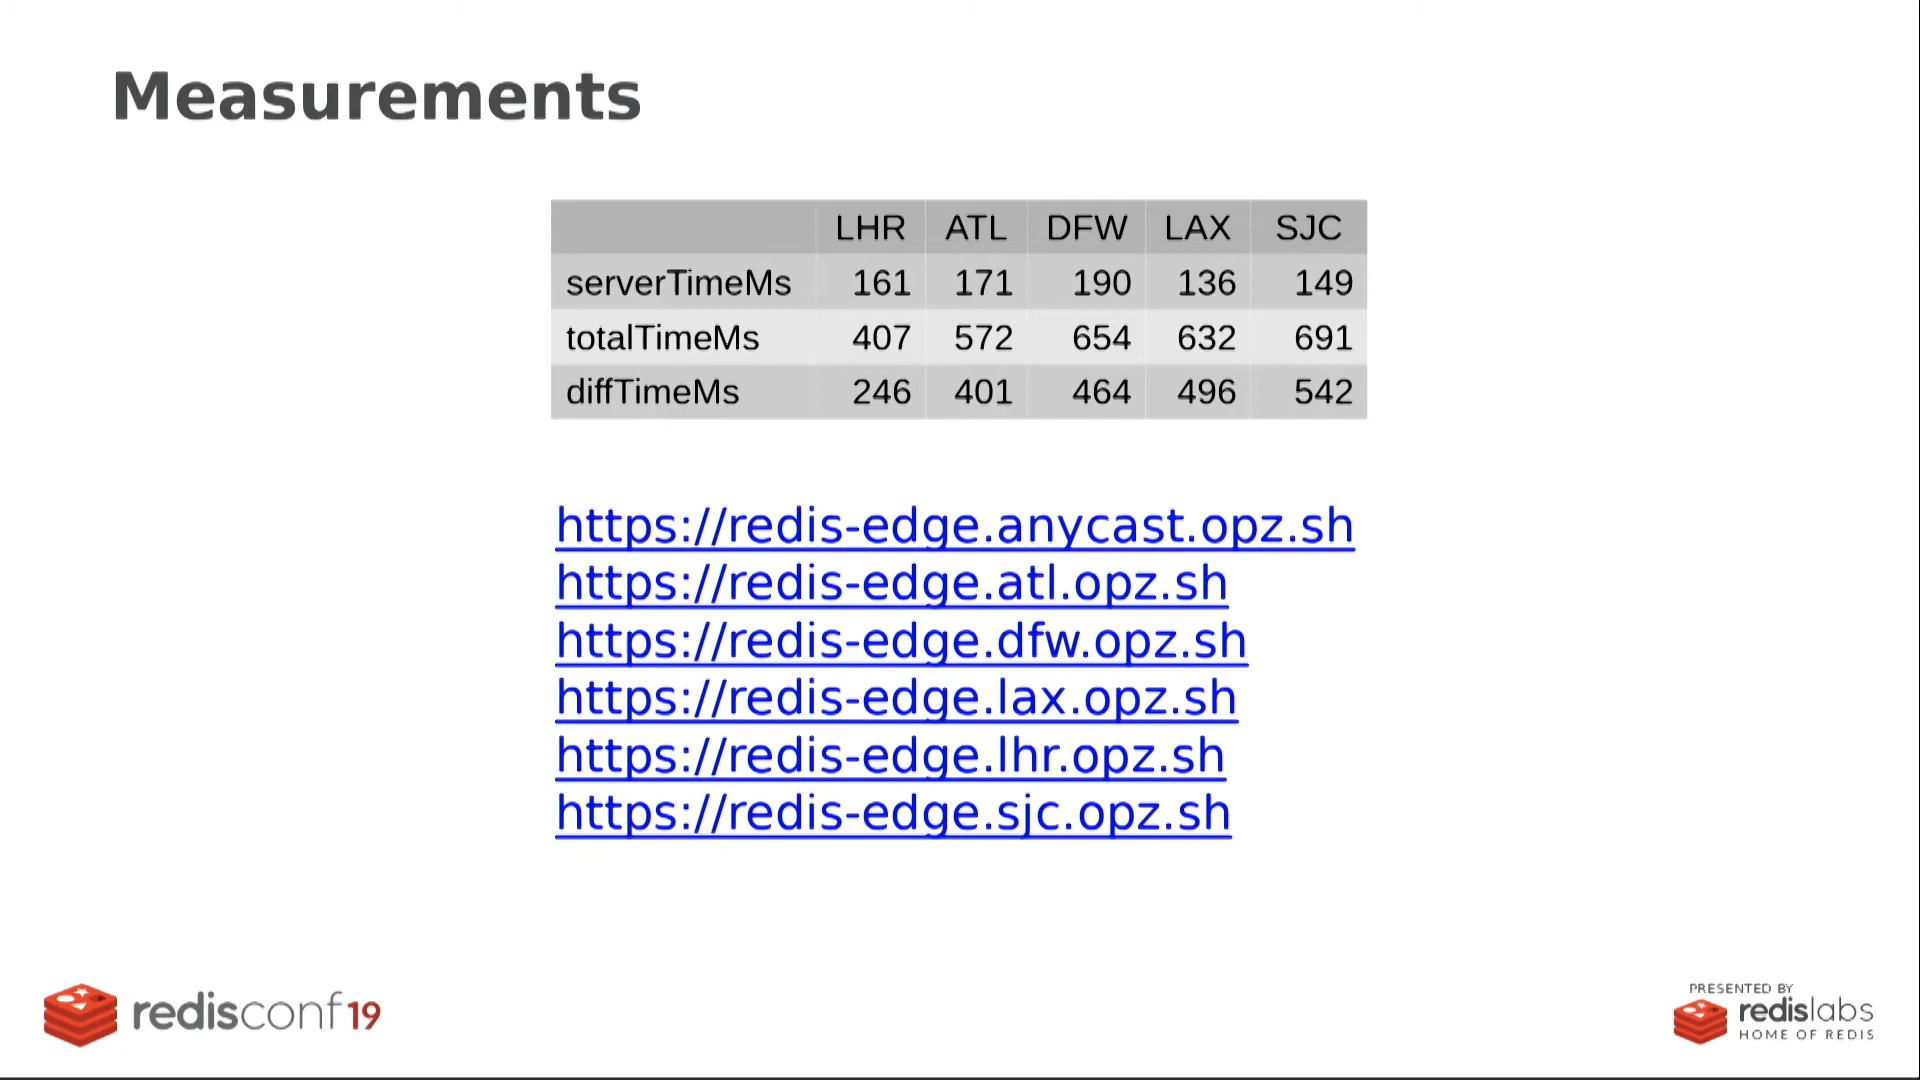 Measurements
LHR ATL DFW LAX SJC
serverTimeMs 161 171 190 136 149
totalTimeMs 407 572 654 632 691
diffTimeMs 246 401 464 496 542
https://redis-edge.anycast.opz.sh
https://redis-edge.atl.opz.sh
https://redis-edge.dfw.opz.sh
https://redis-edge.lax.opz.sh
https://redis-edge.lhr.opz.sh
https://redis-edge.sjc.opz.sh
redisconf19
PRESENTED BY
redislabs
HOME OF REDIS